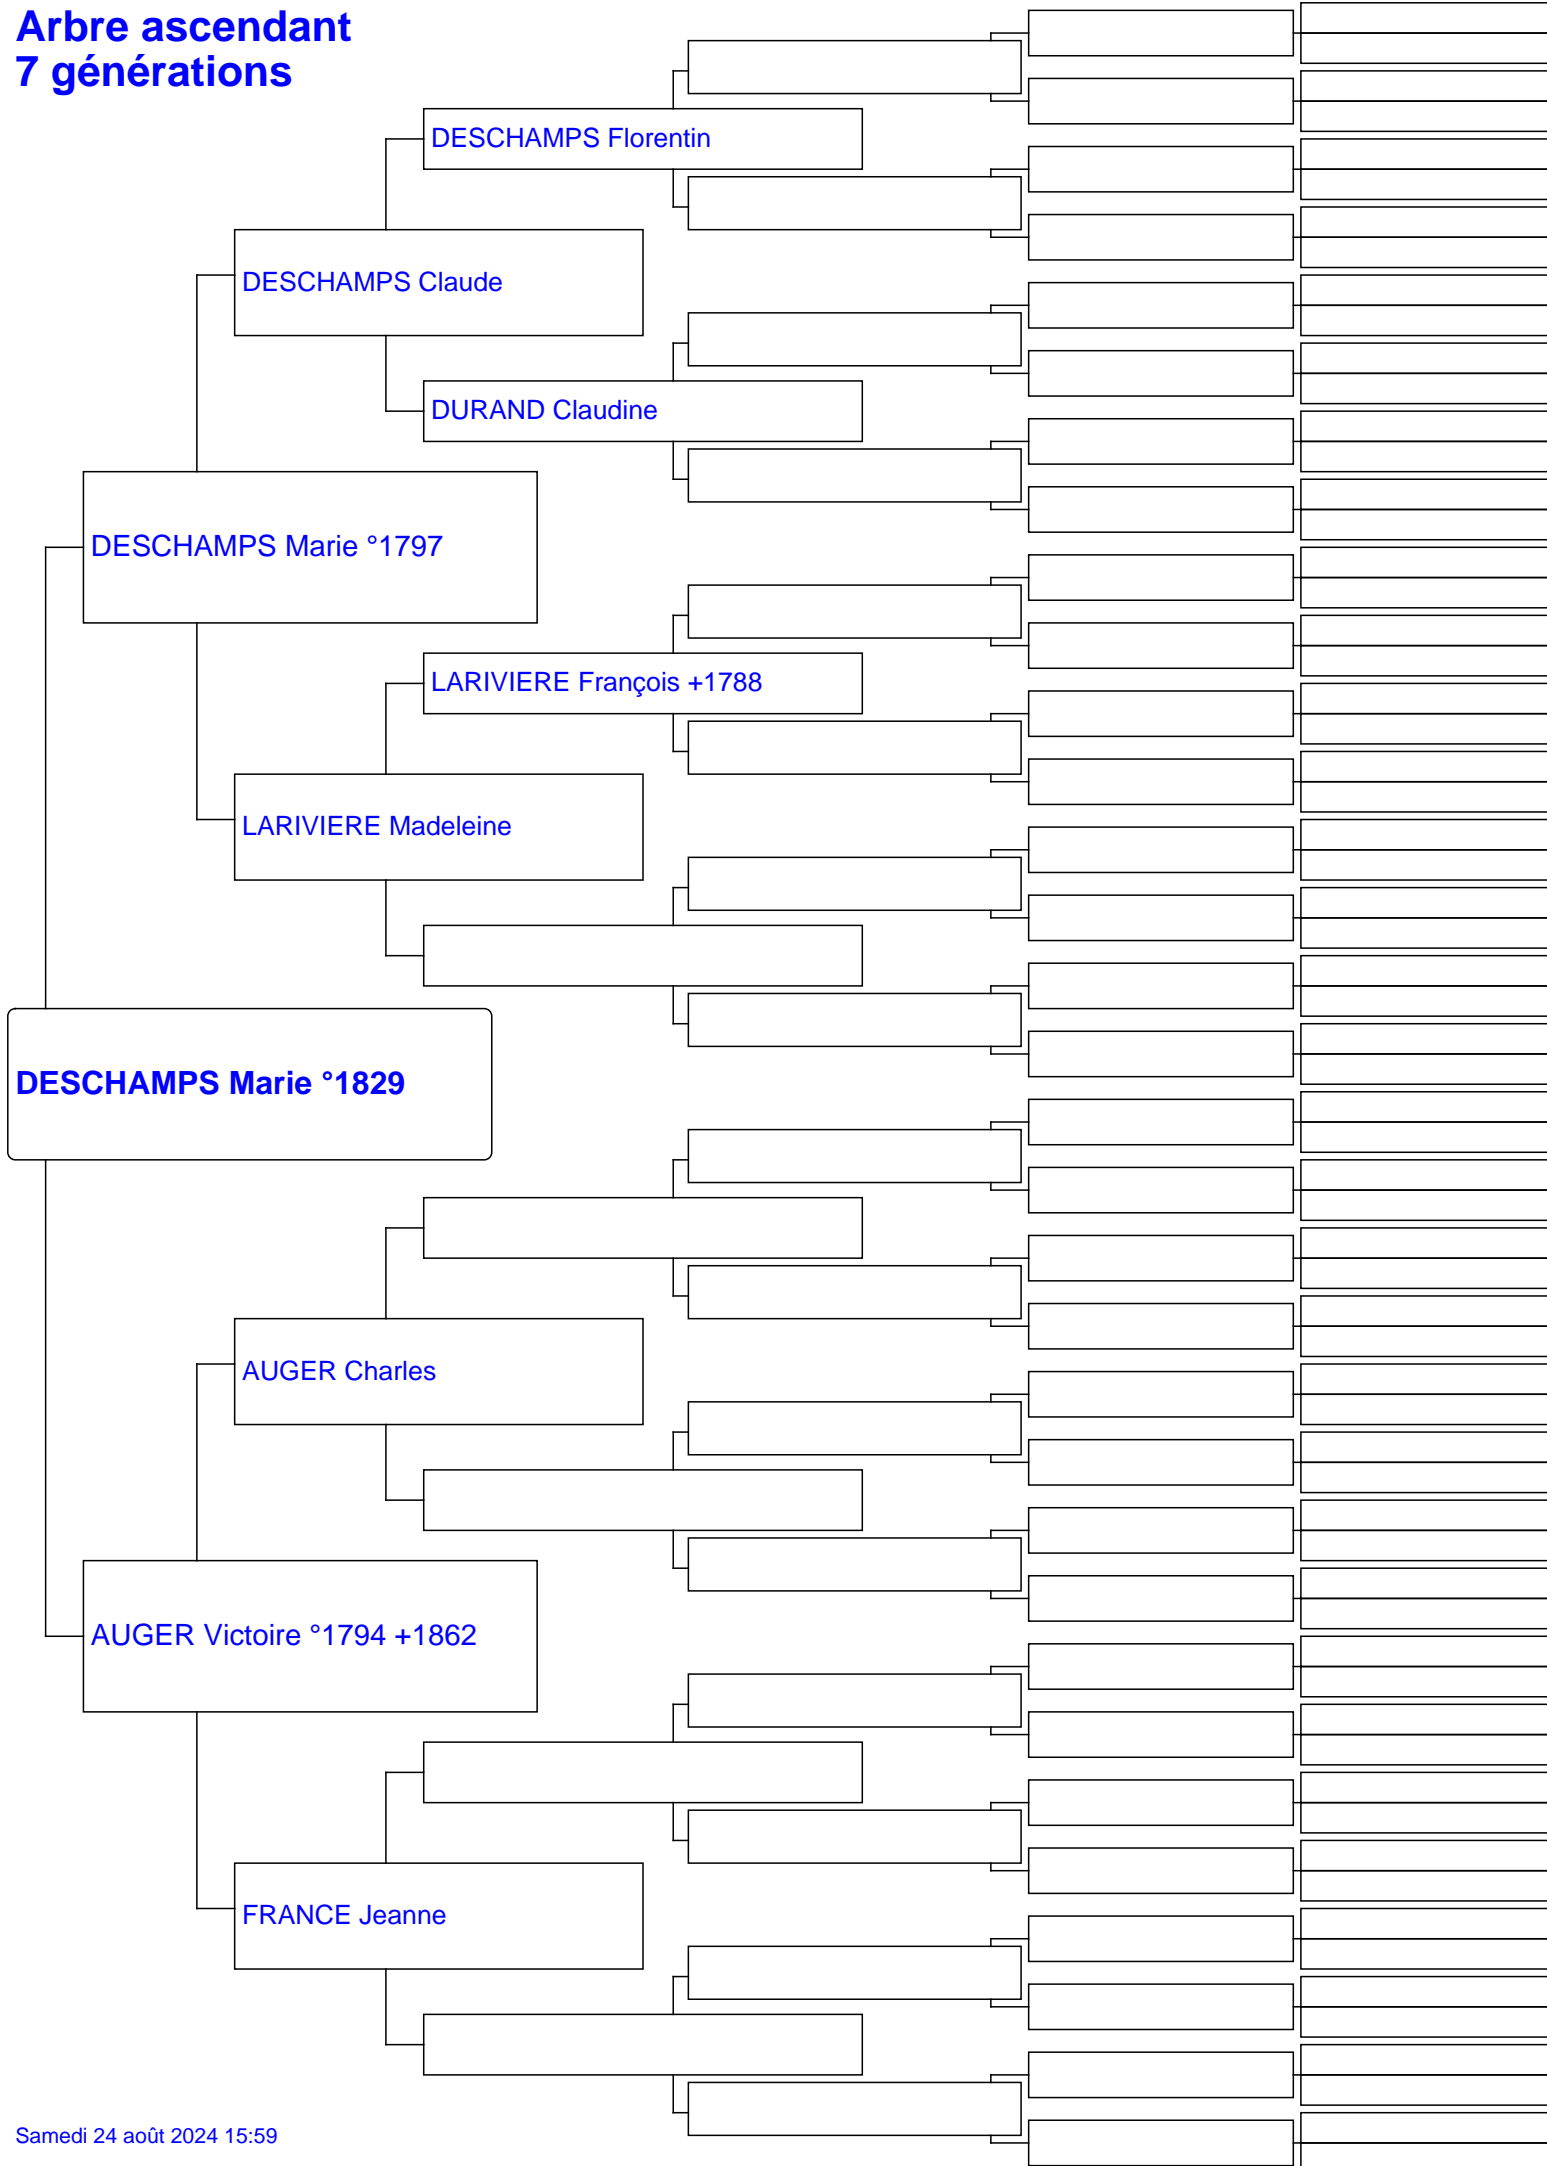 Arbre ascendant
7 générations
DESCHAMPS Florentin
DESCHAMPS Claude
DURAND Claudine
DESCHAMPS Marie °1797
LARIVIERE François +1788
LARIVIERE Madeleine
DESCHAMPS Marie °1829
AUGER Charles
AUGER Victoire °1794 +1862
FRANCE Jeanne
Samedi 24 août 2024 15:59